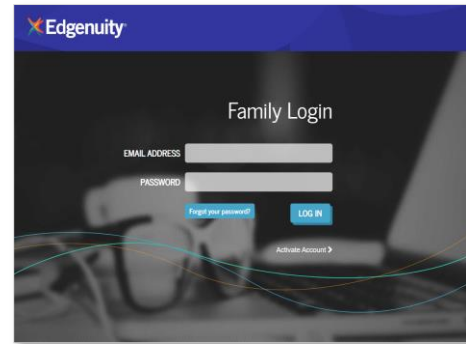 Edgenuity
Family Login
EMAIL ADDRESS
PASSWORD
Forgot your password?
LOG IN
Activate Account >